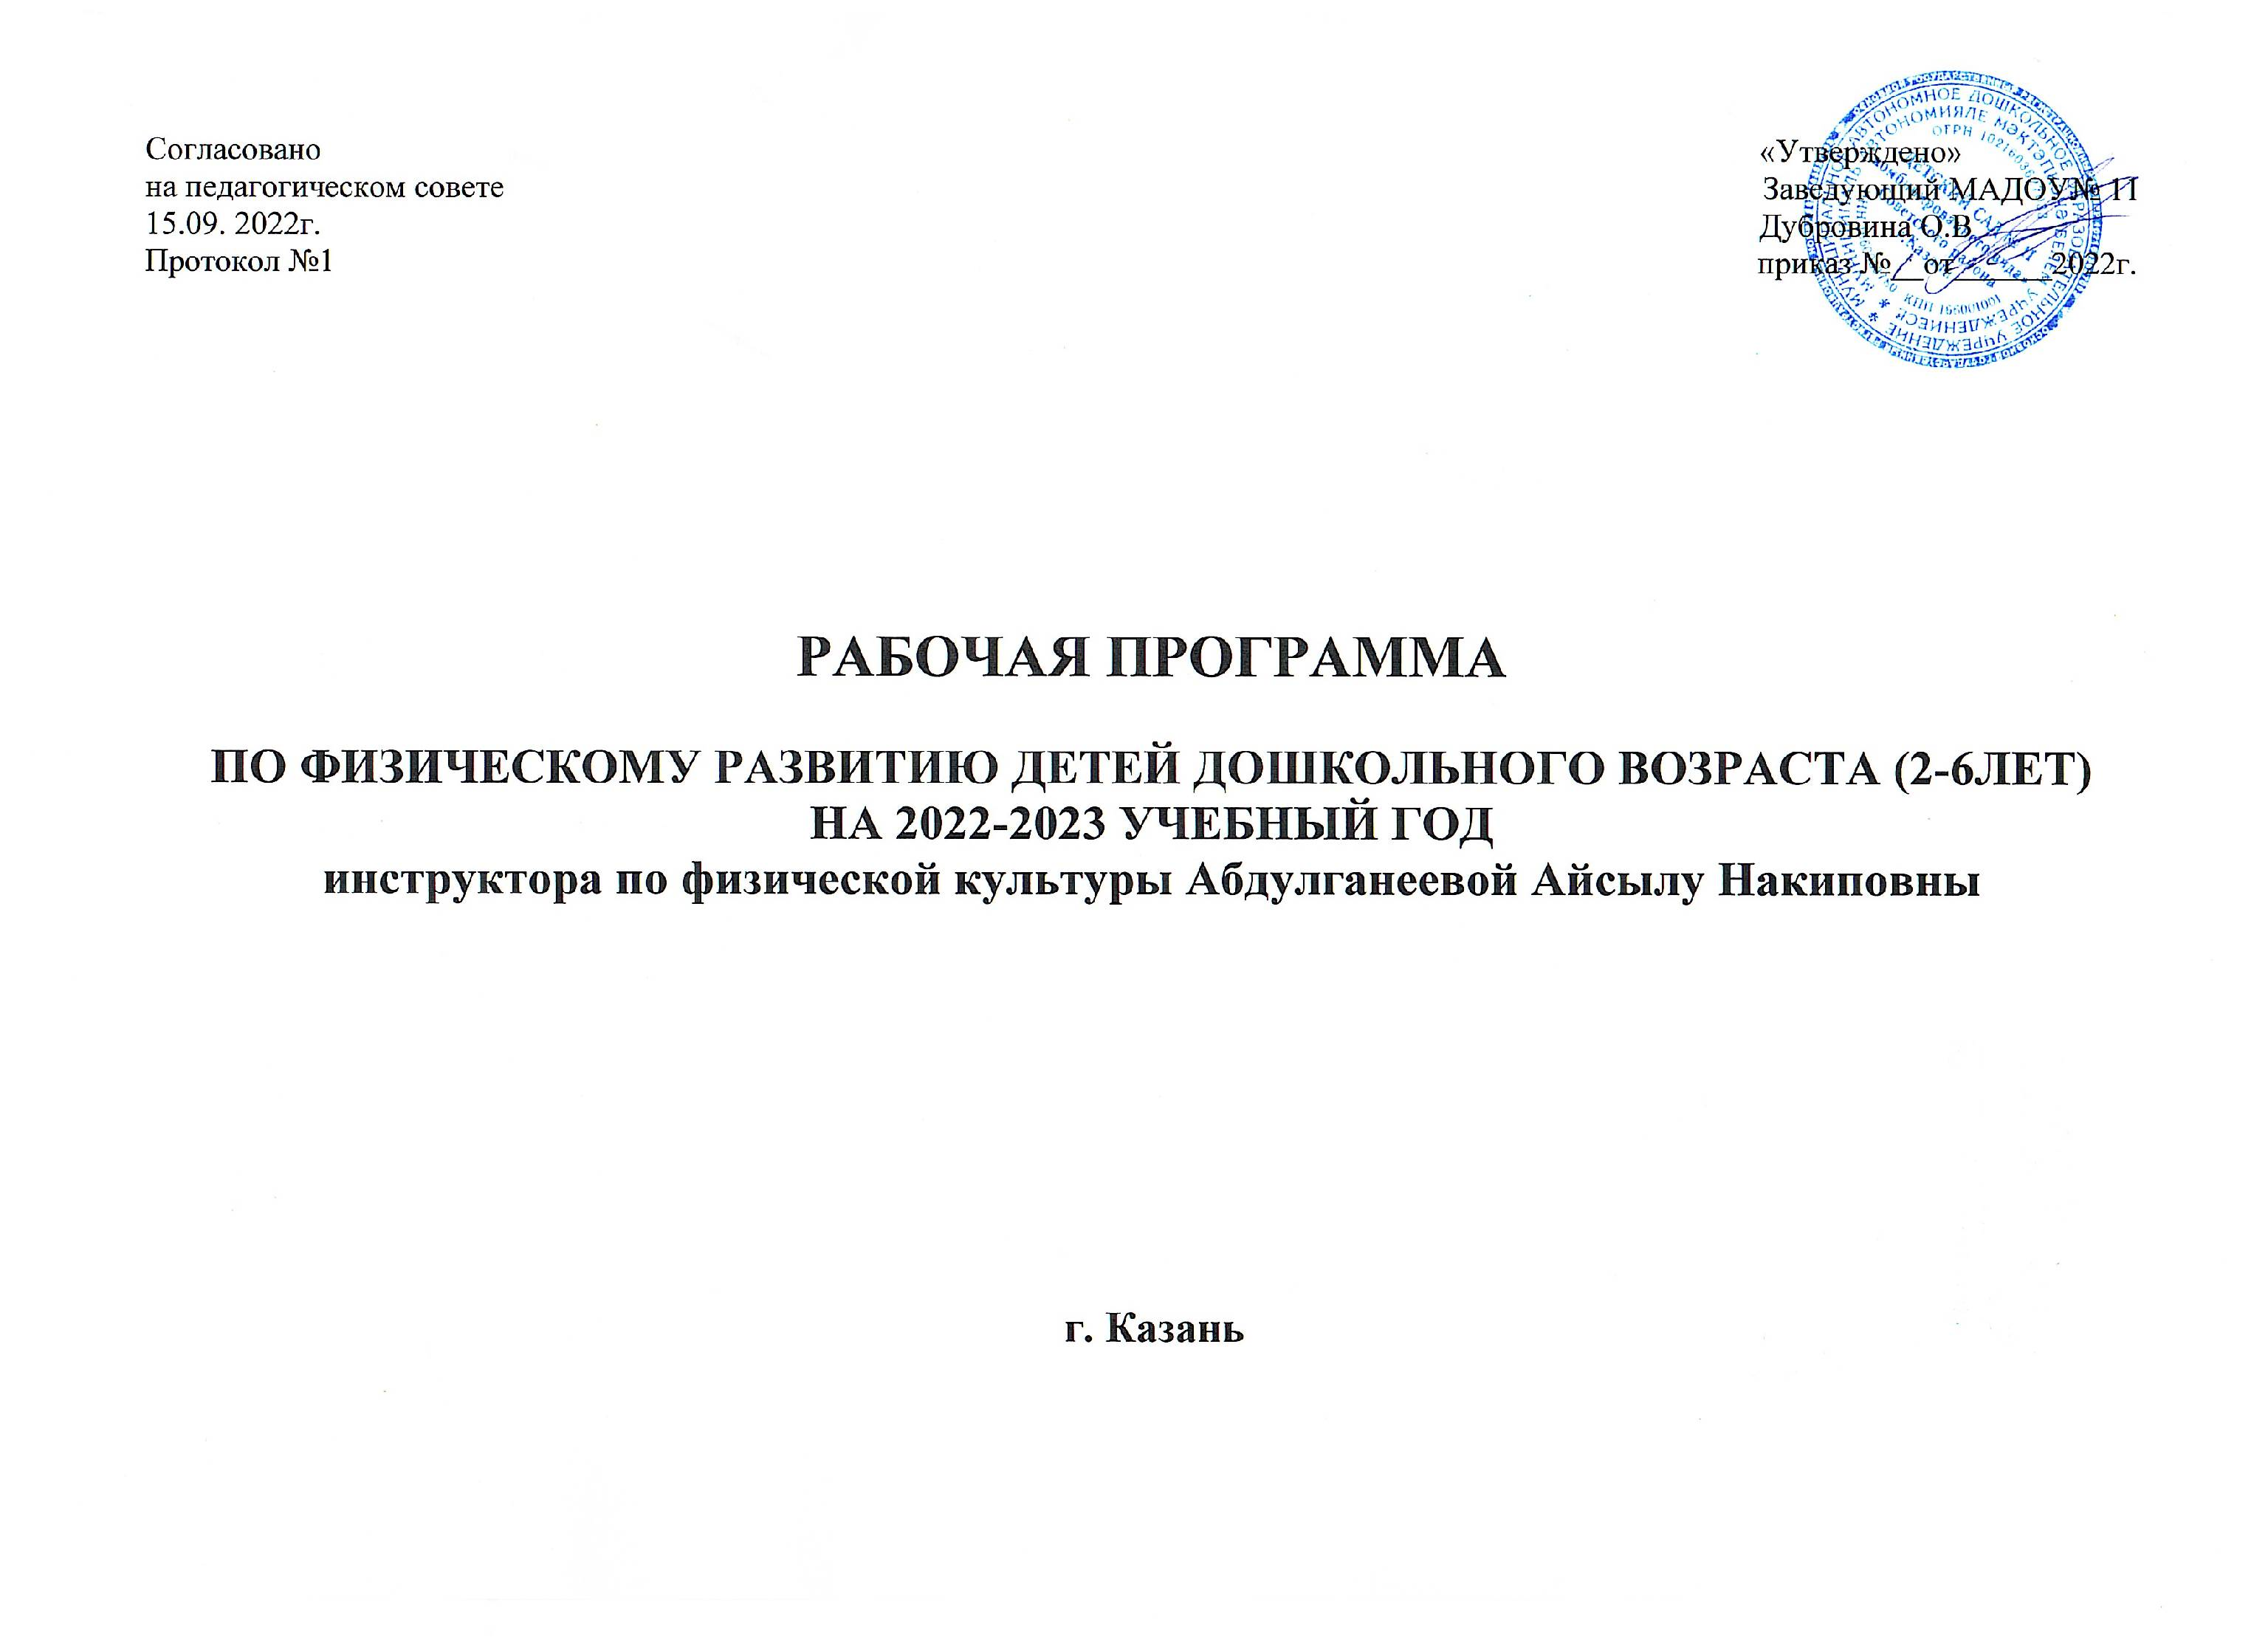 Согласовано
на педагогическом совете
15.09. 2022г.
Протокол №1
«Утверждено»
Заведующий МАДОУ№ 11
Дубровина О.В
приказ №__от______2022г.
РАБОЧАЯ ПРОГРАММА
ПО ФИЗИЧЕСКОМУ РАЗВИТИЮ ДЕТЕЙ ДОШКОЛЬНОГО ВОЗРАСТА (2-6ЛЕТ)
НА 2022-2023 УЧЕБНЫЙ ГОД
инструктора по физической культуры Абдулганеевой Айсылу Накиповны
г. Казань